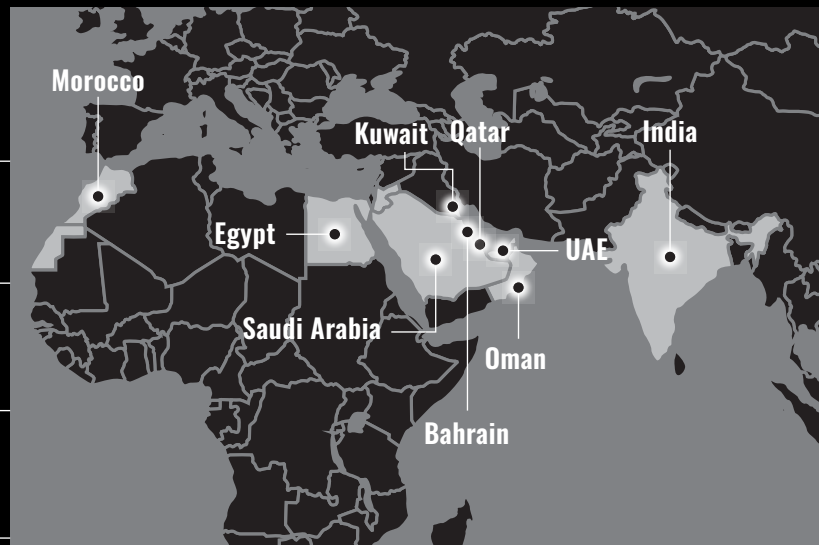 Morocco
Kuwait
Qatar
India
Egypt
UAE
Saudi Arabia
Oman
Bahrain